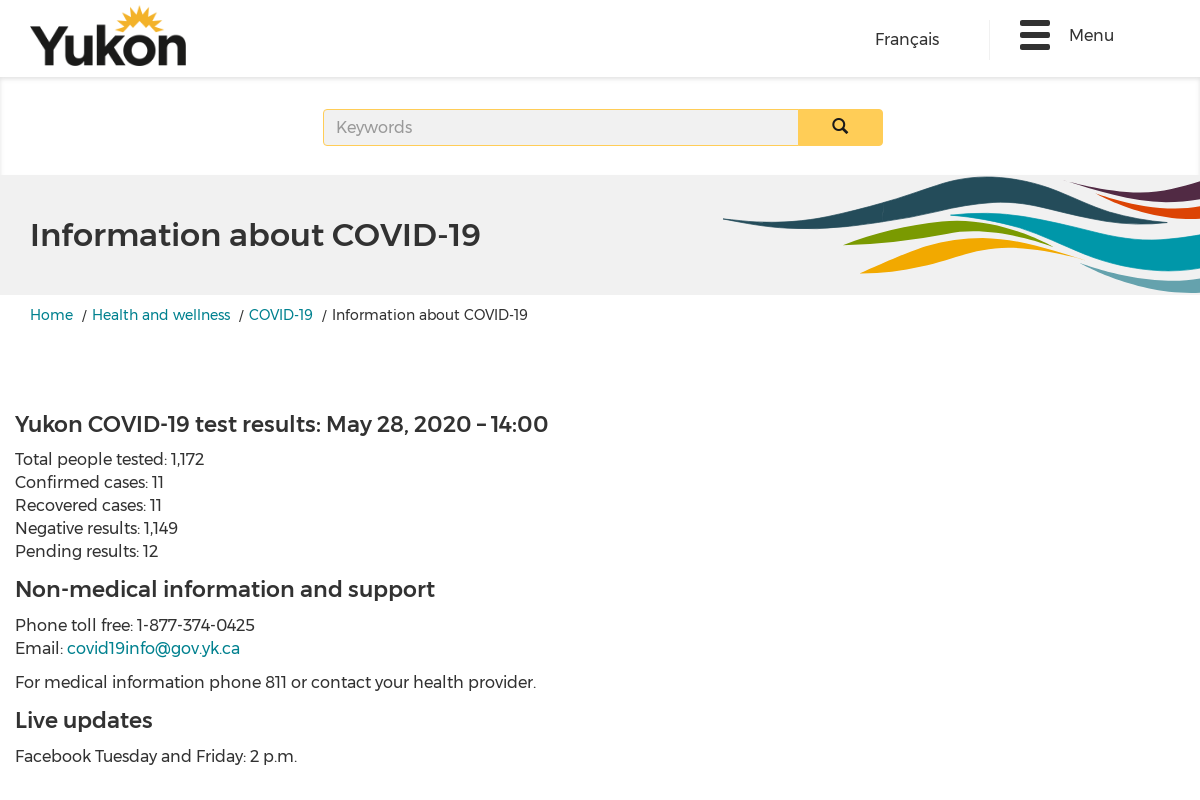 Yukon
Français
Menu
Keywords
Information about COVID-19
Home / Health and wellness / COVID-19 / Information about COVID-19
Yukon COVID-19 test results: May 28, 2020 – 14:00
Total people tested: 1,172
Confirmed cases: 11
Recovered cases: 11
Negative results: 1,149
Pending results: 12
Non-medical information and support
Phone toll free: 1-877-374-0425
Email: covid19info@gov.yk.ca
For medical information phone 811 or contact your health provider.
Live updates
Facebook Tuesday and Friday: 2 p.m.